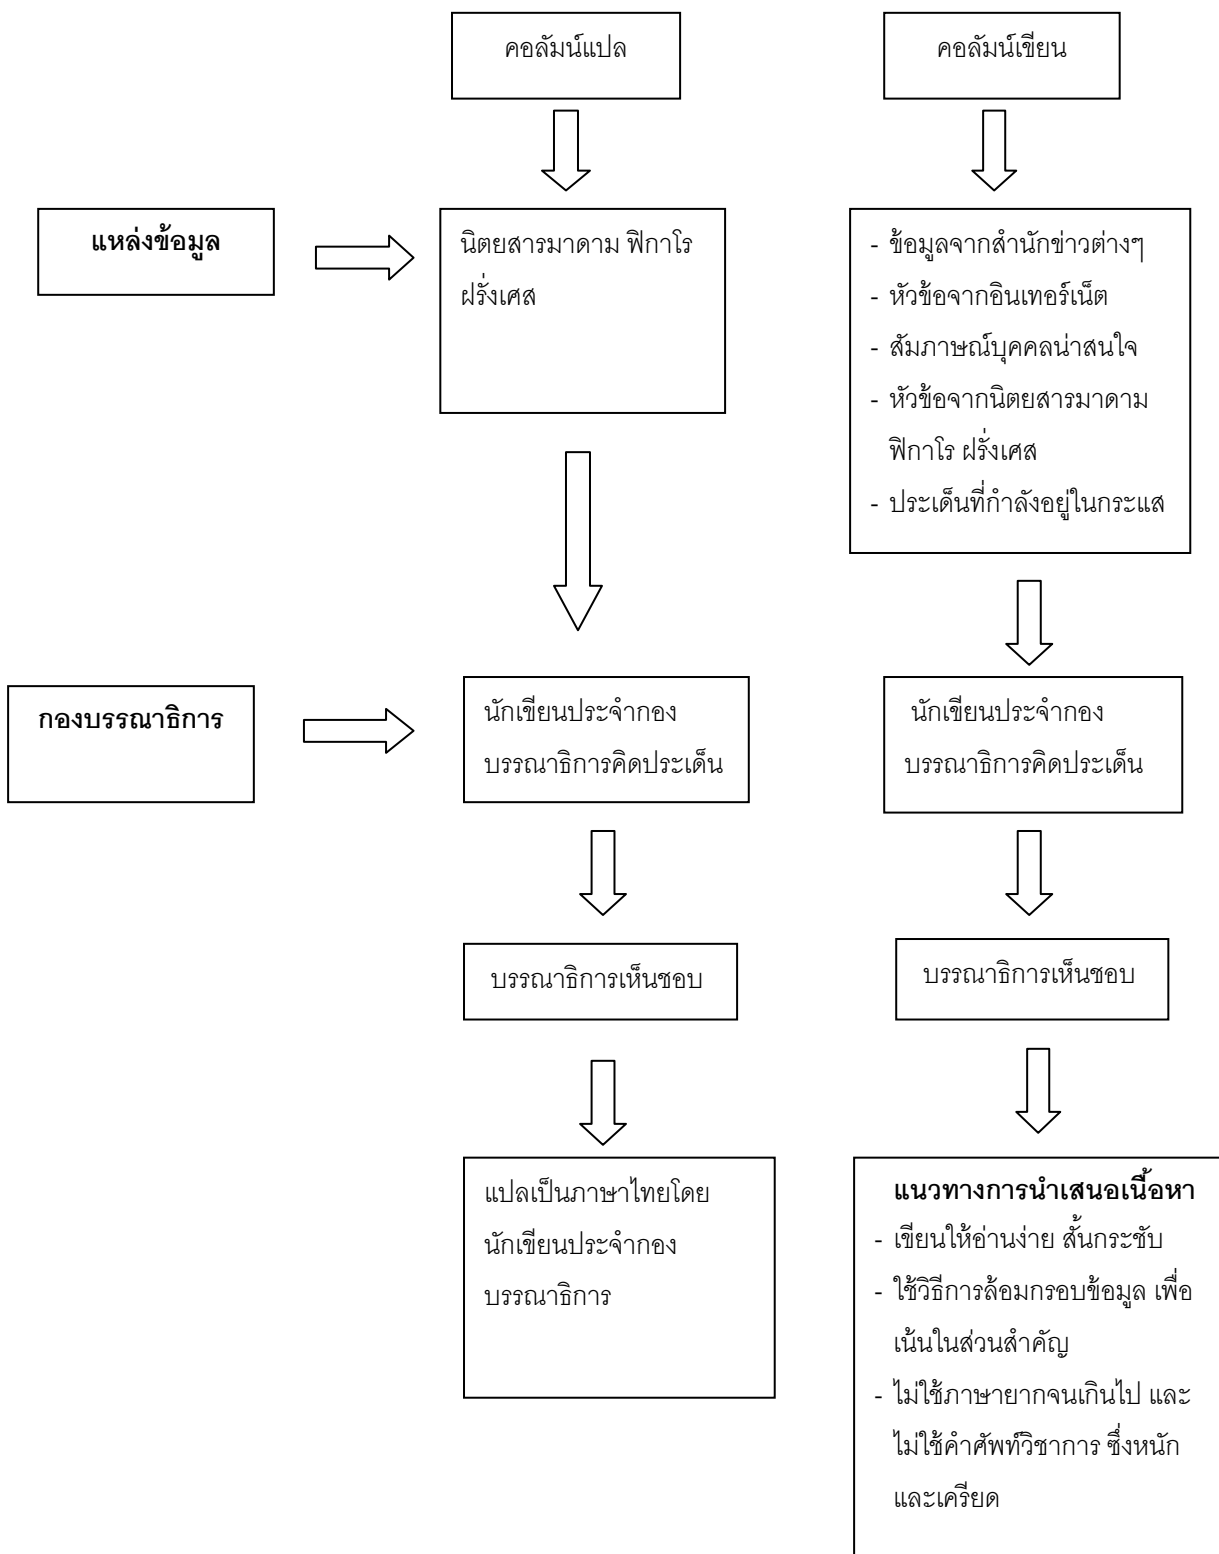 คอลัมน์แปล
คอลัมน์เขียน
แหล่งข้อมูล
นิตยสารมาดาม ฟิกาโร
ฝรั่งเศส
- ข้อมูลจากสำนักข่าวต่างๆ
- หัวข้อจากอินเทอร์เน็ต
- สัมภาษณ์บุคคลน่าสนใจ
- หัวข้อจากนิตยสารมาดาม
ฟิกาโร ฝรั่งเศส
- ประเด็นที่กำลังอยู่ในกระแส
กองบรรณาธิการ
นักเขียนประจำกอง
บรรณาธิการคิดประเด็น
นักเขียนประจำกอง
บรรณาธิการคิดประเด็น
บรรณาธิการเห็นชอบ
บรรณาธิการเห็นชอบ
แปลเป็นภาษาไทยโดย
นักเขียนประจำกอง
บรรณาธิการ
แนวทางการนำเสนอเนื้อหา
- เขียนให้อ่านง่าย สั้นกระชับ
- ใช้วิธีการล้อมกรอบข้อมูล เพื่อ
เน้นในส่วนสำคัญ
- ไม่ใช้ภาษายากจนเกินไป และ
ไม่ใช้คำศัพท์วิชาการ ซึ่งหนัก
และเครียด